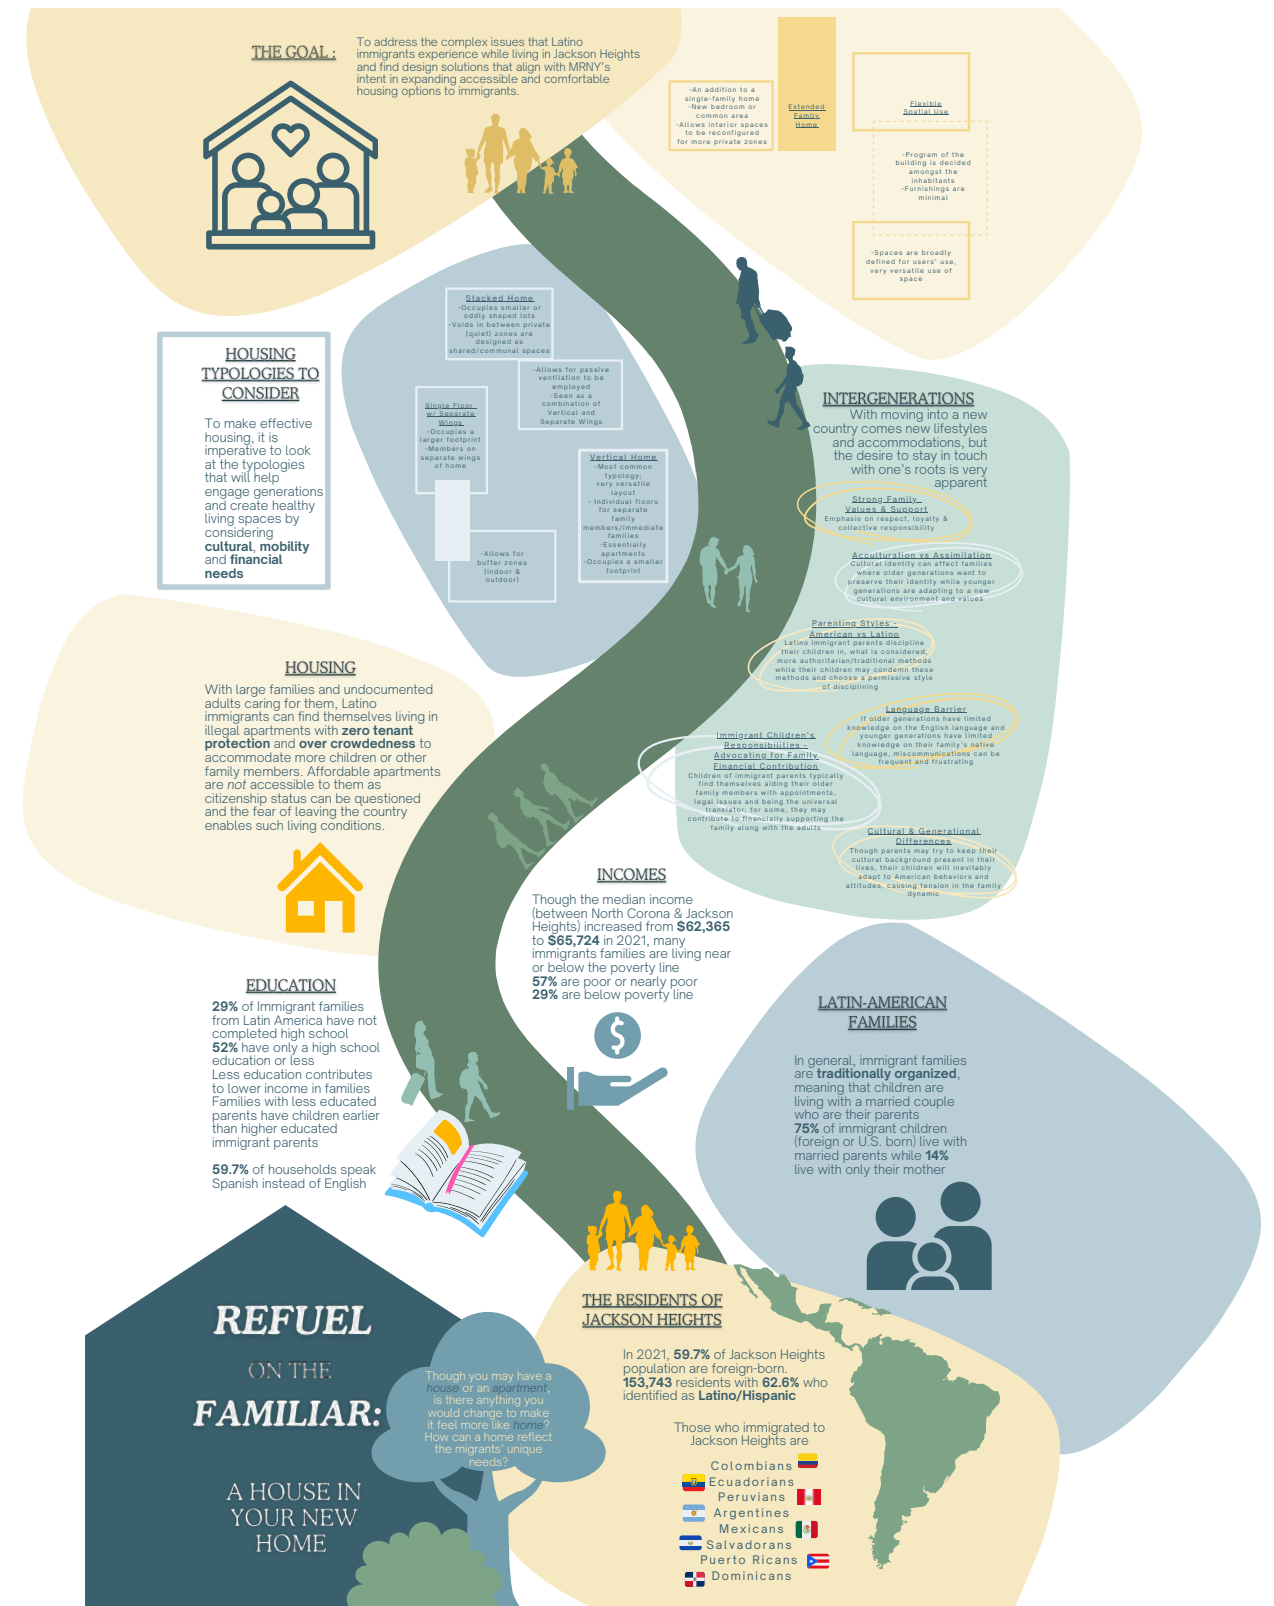 THE GOAL :
To address the complex issues that Latino
immigrants experience while living in Jackson Heights
and find design solutions that align with MRNY's
intent in expanding accessible and comfortable
housing options to immigrants.
-An addition to a
single-family home
-New bedroom or
common area
-Allows interior spaces
to be reconfigured
for more private zones
Extended
Family
Home
Flexible
Spatial Use
-Program of the
building is decided
amongst the
inhabitants
-Furnishings are
minimal
-Spaces are broadly
defined for users' use,
very versatile use of
space
Stacked Home
-Occupies smaller or
oddly shaped lots
-Voids in between private
(quiet) zones are
designed as
shared/communal spaces
-Allows for passive
ventilation to be
employed
-Seen as a
combination of
Vertical and
Separate Wings
Single Floor
w/ Separate
Wings
-Occupies a
larger footprint
-Members on
separate wings
of home
Vertical Home
-Most common
typology;
very versatile
layout
- Individual floors
for separate
family
members/immediate
families
-Essentially
apartments
-Occupies a smaller
footprint
-Allows for
buffer zones
(indoor &
outdoor)
HOUSING
TYPOLOGIES TO
CONSIDER
To make effective
housing, it is
imperative to look
at the typologies
that will help
engage generations
and create healthy
living spaces by
considering
cultural, mobility
and financial
needs
INTERGENERATIONS
With moving into a new
country comes new lifestyles
and accommodations, but
the desire to stay in touch
with one's roots is very
apparent
Strong Family
Values & Support
Emphasis on respect, loyalty &
collective responsibility
Acculturation vs Assimilation
Cultural identity can affect families
where older generations want to
preserve their identity while younger
generations are adapting to a new
cultural environment and values
Parenting Styles -
American vs Latino
Latino immigrant parents discipline
their children in, what is considered,
more authoritarian/traditional methods
while their children may condemn these
methods and choose a permissive style
of disciplining
Language Barrier
If older generations have limited
knowledge on the English language and
younger generations have limited
knowledge on their family's native
language, miscommunications can be
frequent and frustrating
Immigrant Children's
Responsibilities -
Advocating for Family,
Financial Contribution
Children of immigrant parents typically
find themselves aiding their older
family members with appointments,
legal issues and being the universal
translator; for some, they may
contribute to financially supporting the
family along with the adults
Cultural & Generational
Differences
Though parents may try to keep their
cultural background present in their
lives, their children will inevitably
adapt to American behaviors and
attitudes, causing tension in the family
dynamic
HOUSING
With large families and undocumented
adults caring for them, Latino
immigrants can find themselves living in
illegal apartments with zero tenant
protection and over crowdedness to
accommodate more children or other
family members. Affordable apartments
are not accessible to them as
citizenship status can be questioned
and the fear of leaving the country
enables such living conditions.
INCOMES
Though the median income
(between North Corona & Jackson
Heights) increased from $62,365
to $65,724 in 2021, many
immigrants families are living near
or below the poverty line
57% are poor or nearly poor
29% are below poverty line
EDUCATION
29% of Immigrant families
from Latin America have not
completed high school
52% have only a high school
education or less
Less education contributes
to lower income in families
Families with less educated
parents have children earlier
than higher educated
immigrant parents
59.7% of households speak
Spanish instead of English
LATIN-AMERICAN
FAMILIES
In general, immigrant families
are traditionally organized,
meaning that children are
living with a married couple
who are their parents
75% of immigrant children
(foreign or U.S. born) live with
married parents while 14%
live with only their mother
REFUEL
ON THE
FAMILIAR:
A HOUSE IN
YOUR NEW
HOME
Though you may have a
house or an apartment,
is there anything you
would change to make
it feel more like home?
How can a home reflect
the migrants' unique
needs?
THE RESIDENTS OF
JACKSON HEIGHTS
In 2021, 59.7% of Jackson Heights
population are foreign-born.
153,743 residents with 62.6% who
identified as Latino/Hispanic
Those who immigrated to
Jackson Heights are
Colombians
Ecuadorians
Peruvians
Argentines
Mexicans
Salvadorans
Puerto Ricans
Dominicans